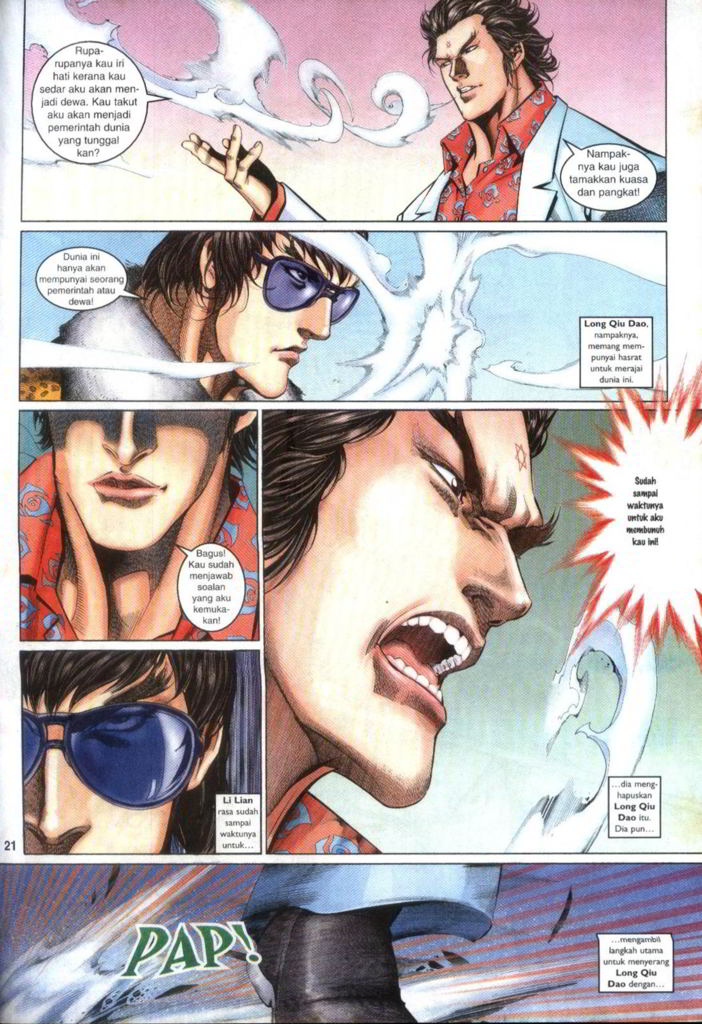 Rupa-
rupanya kau iri
hati kerana kau
sedar aku akan men-
jadi dewa. Kau takut
aku akan menjadi
pemerintah dunia
yang tunggal
kan?
Nampak-
nya kau juga
tamakkan kuasa
dan pangkat!
Dunia ini
hanya akan
mempunyai seorang
pemerintah atau
dewa!
Long Qiu Dao,
nampaknya,
memang mem-
punyai hasrat
untuk merajai
dunia ini.
Bagus!
Kau sudah
menjawab
soalan
yang aku
kemuka-
kan!
Sudah
sampai
waktunya
untuk aku
membunuh
kau ini!
Li Lian
rasa sudah
sampai
waktunya
untuk...
...dia meng-
hapuskan
Long Qiu
Dao itu.
Dia pun...
21
PAP!
...mengambil
langkah utama
untuk menyerang
Long Qiu
Dao dengan...